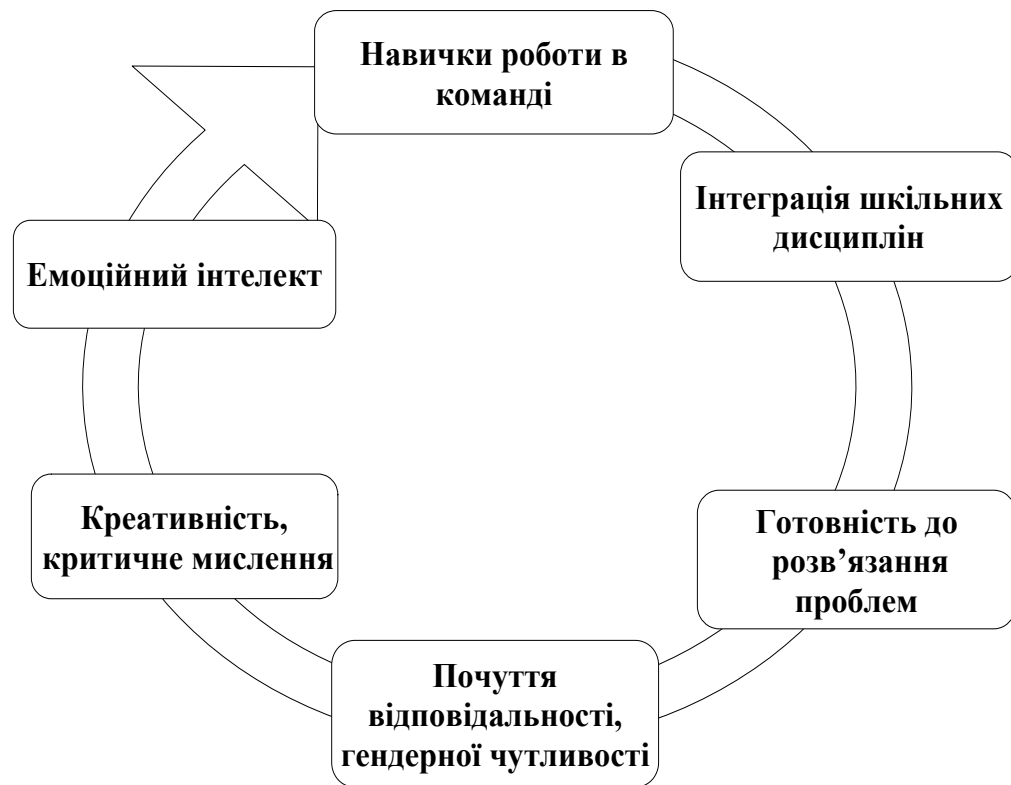 Навички роботи в
команді
Інтеграція шкільних
дисциплін
Готовність до
розв’язання
проблем
Почуття
відповідальності,
гендерної чутливості
Креативність,
критичне мислення
Емоційний інтелект